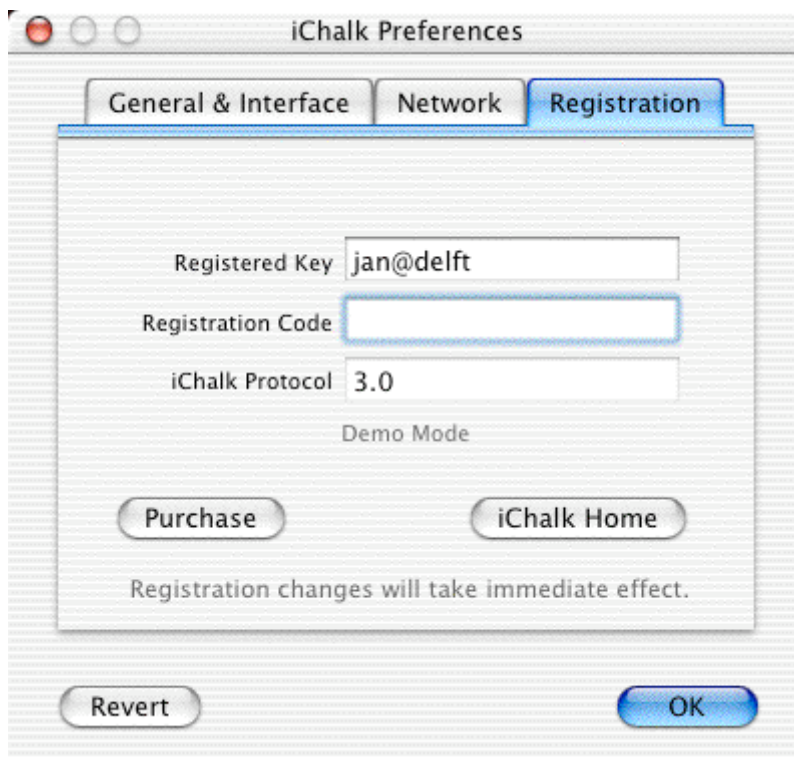 iChalk Preferences
General & Interface
Network
Registration
Registered Key jan@delft
Registration Code
iChalk Protocol 3.0
Demo Mode
Purchase
iChalk Home
Registration changes will take immediate effect.
Revert
OK